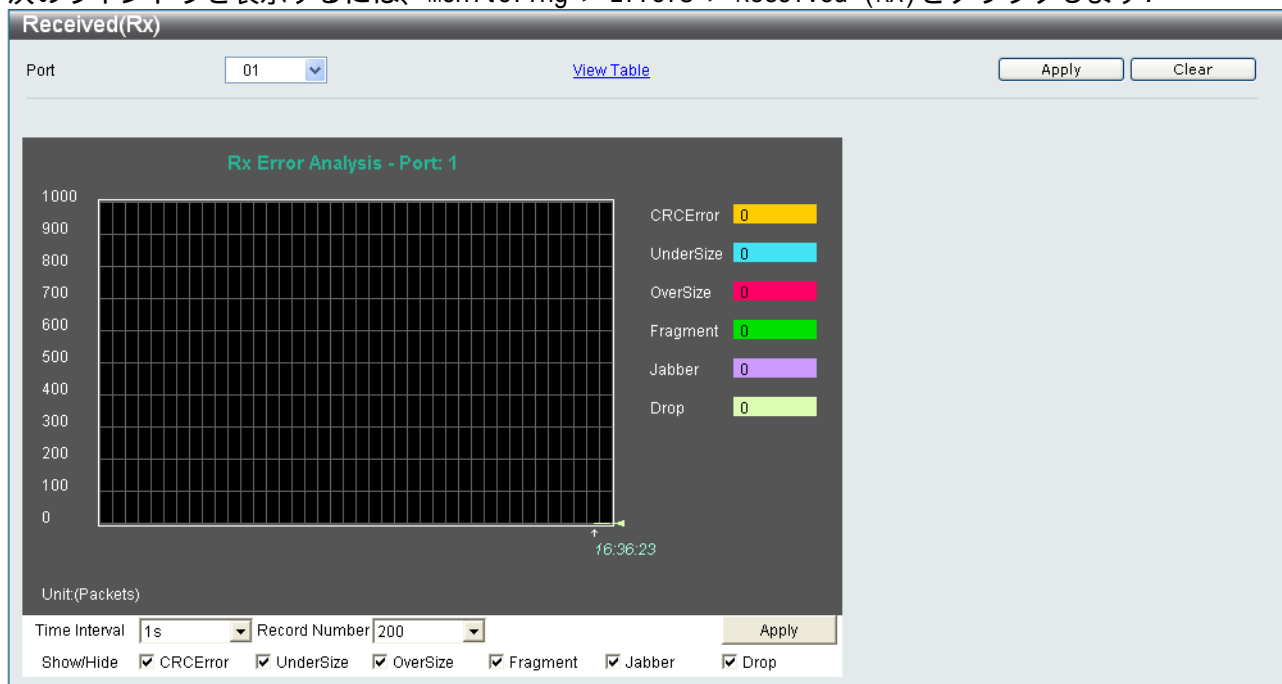 Received(Rx)
Port 01 View Table Apply Clear
Rx Error Analysis - Port: 1
1000
900
800
700
600
500
400
300
200
100
0
CRCError 0
UnderSize 0
OverSize 0
Fragment 0
Jabber 0
Drop 0
16:36:23
Unit:(Packets)
Time Interval 1s Record Number 200 Apply
Show/Hide CRCError UnderSize OverSize Fragment Jabber Drop